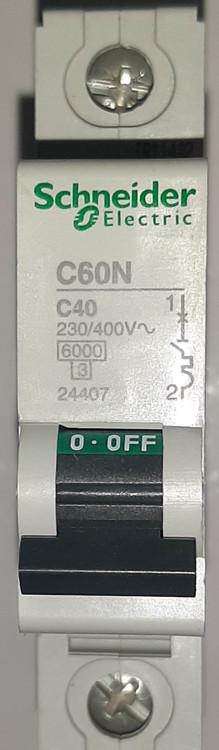 Schneider
Electric
C60N
C40
230/400V~
6000
3
24407
1
2
0·OFF